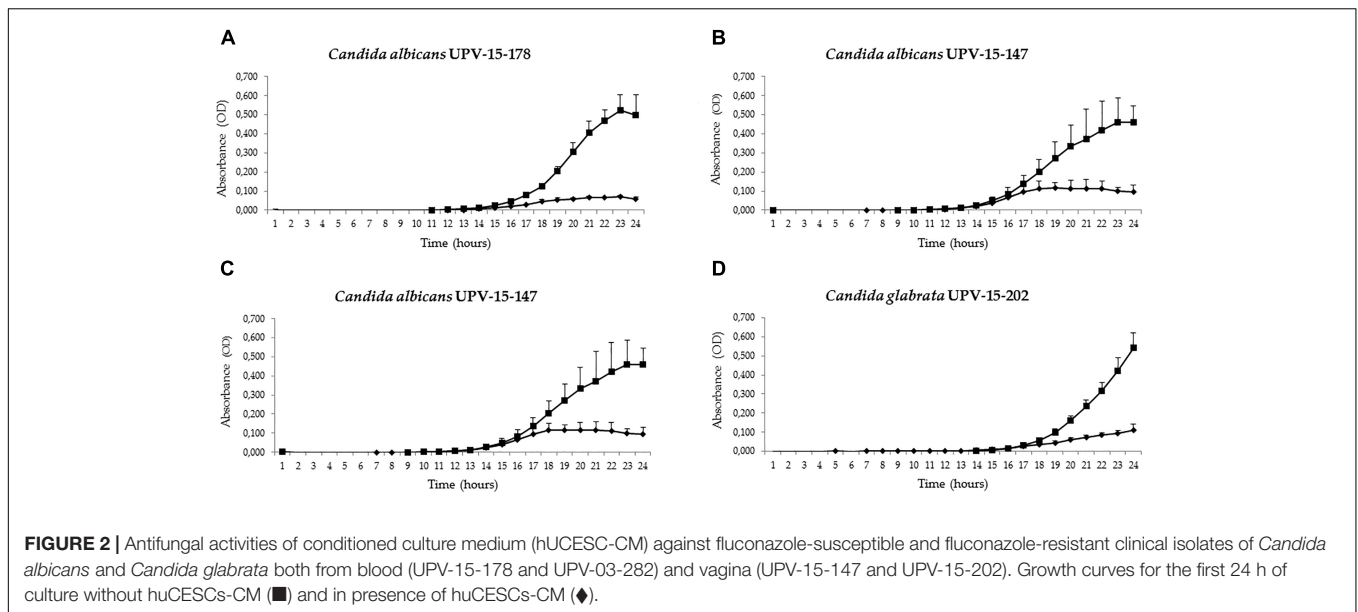 A
Candida albicans UPV-15-178
0,700
0,600
0,500
0,400
0,300
0,200
0,100
0,000
Absorbance (OD)
1 2 3 4 5 6 7 8 9 10 11 12 13 14 15 16 17 18 19 20 21 22 23 24
Time (hours)
B
Candida albicans UPV-15-147
0,700
0,600
0,500
0,400
0,300
0,200
0,100
0,000
Absorbance (OD)
1 2 3 4 5 6 7 8 9 10 11 12 13 14 15 16 17 18 19 20 21 22 23 24
Time (hours)
C
Candida albicans UPV-15-147
0,700
0,600
0,500
0,400
0,300
0,200
0,100
0,000
Absorbance (OD)
1 2 3 4 5 6 7 8 9 10 11 12 13 14 15 16 17 18 19 20 21 22 23 24
Time (hours)
D
Candida glabrata UPV-15-202
0,700
0,600
0,500
0,400
0,300
0,200
0,100
0,000
Absorbance (OD)
1 2 3 4 5 6 7 8 9 10 11 12 13 14 15 16 17 18 19 20 21 22 23 24
Time (hours)
FIGURE 2 | Antifungal activities of conditioned culture medium (hUCESC-CM) against fluconazole-susceptible and fluconazole-resistant clinical isolates of Candida
albicans and Candida glabrata both from blood (UPV-15-178 and UPV-03-282) and vagina (UPV-15-147 and UPV-15-202). Growth curves for the first 24 h of
culture without huCESCs-CM (■) and in presence of huCESCs-CM (♦).